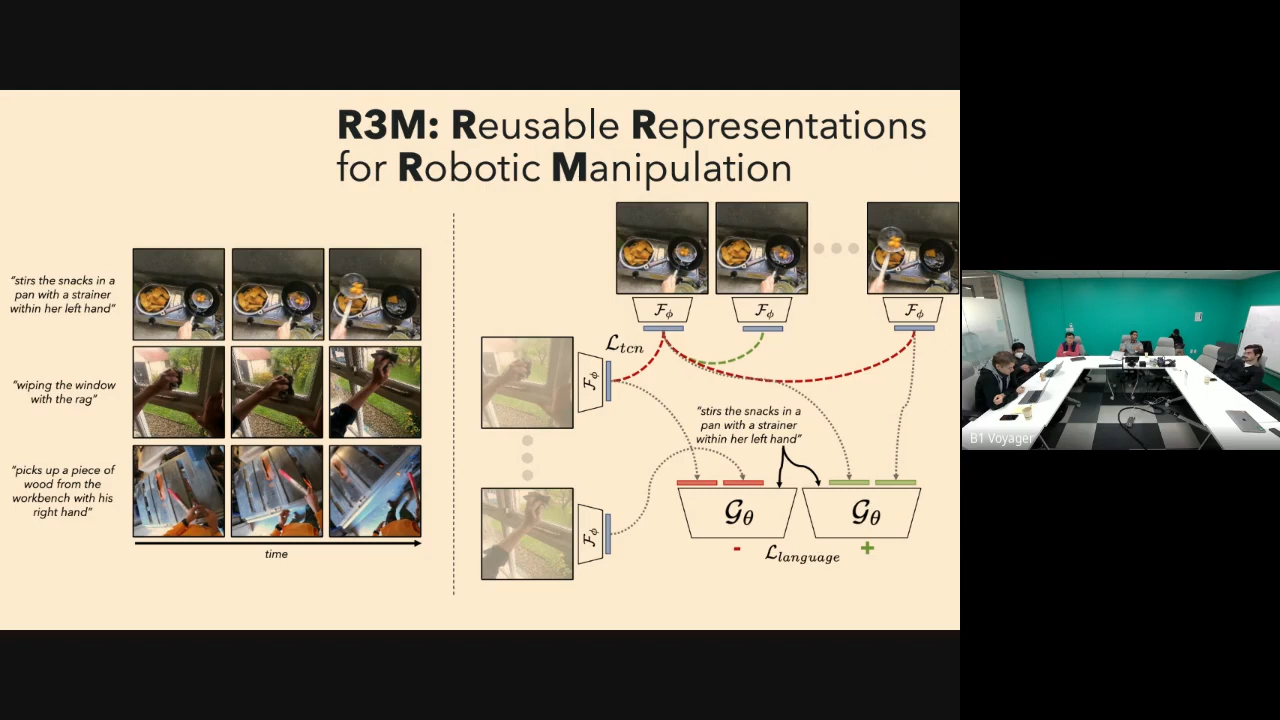 R3M: Reusable Representations
for Robotic Manipulation
“stirs the snacks in a
pan with a strainer
within her left hand”
“wiping the window
with the rag”
“picks up a piece of
wood from the
workbench with his
right hand”
time
ℱϕ
ℱϕ
ℱϕ
ℒtcn
ℱϕ
“stirs the snacks in a
pan with a strainer
within her left hand”
ℱϕ
𝒢θ
𝒢θ
-
ℒlanguage
+
B1 Voyager